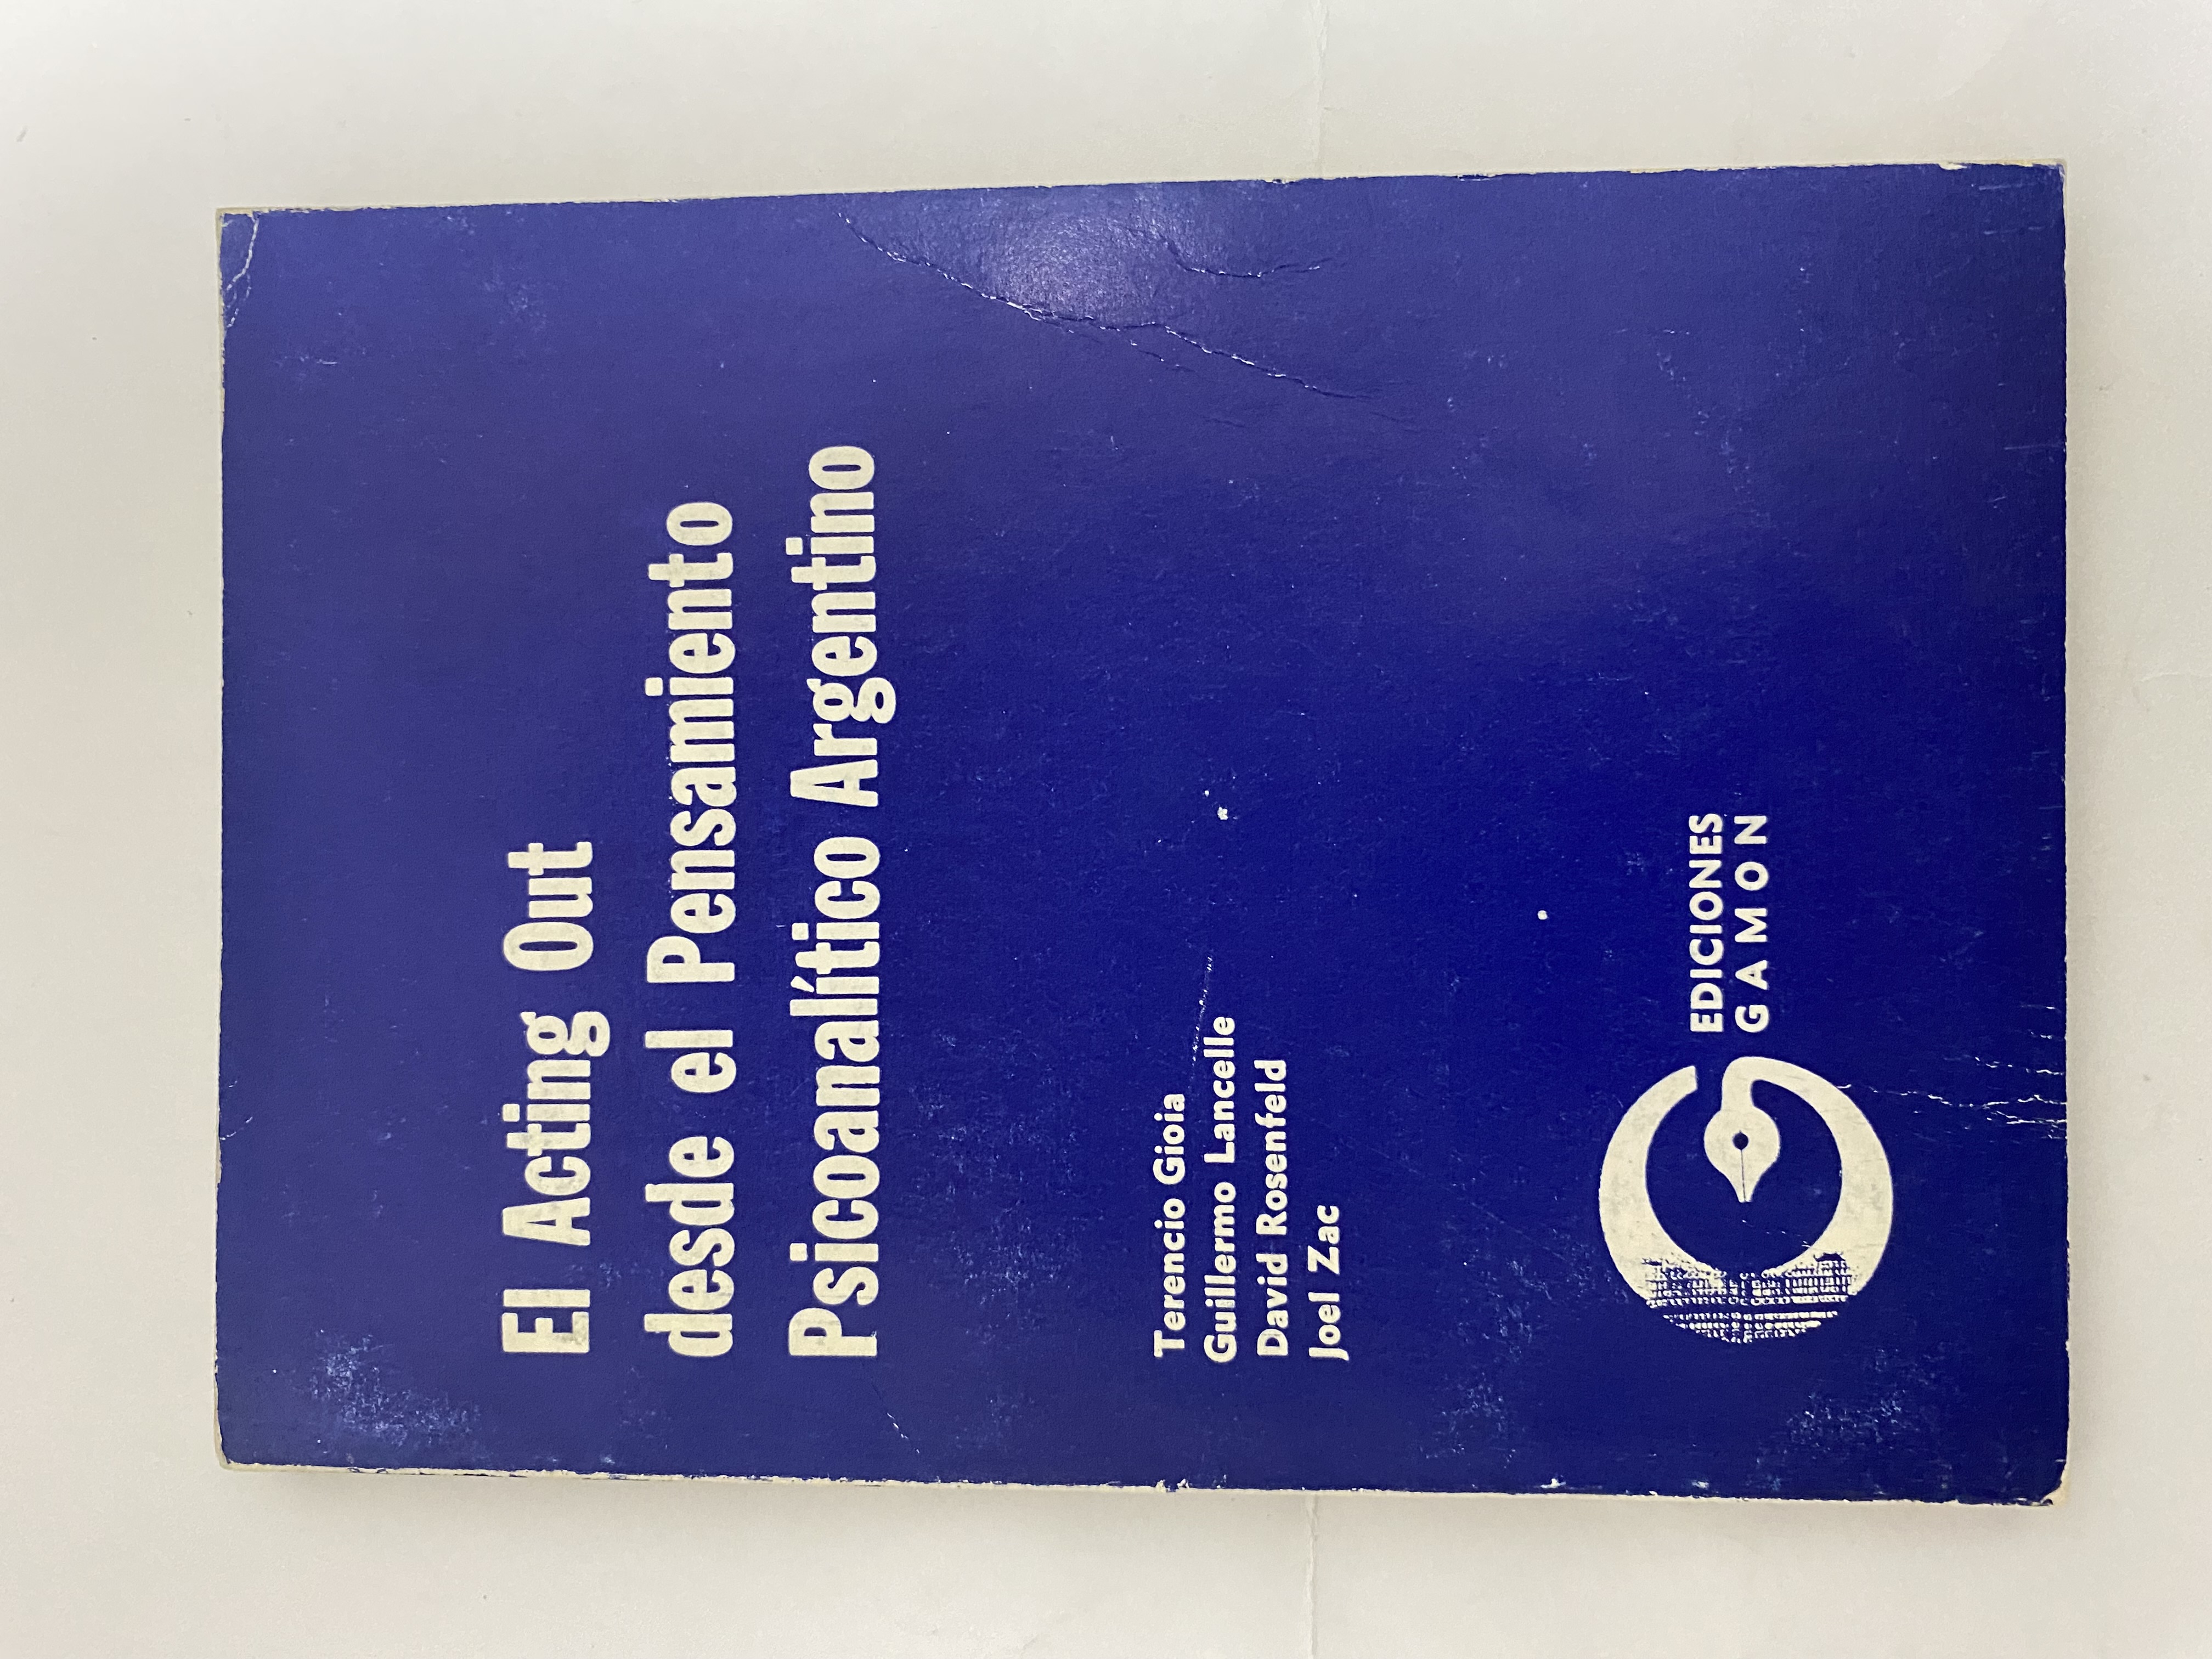 El Acting Out
desde el Pensamiento
Psicoanalítico Argentino
Terencio Gioia
Guillermo Lancelle
David Rosenfeld
Joel Zac
EDICIONES
GAMON